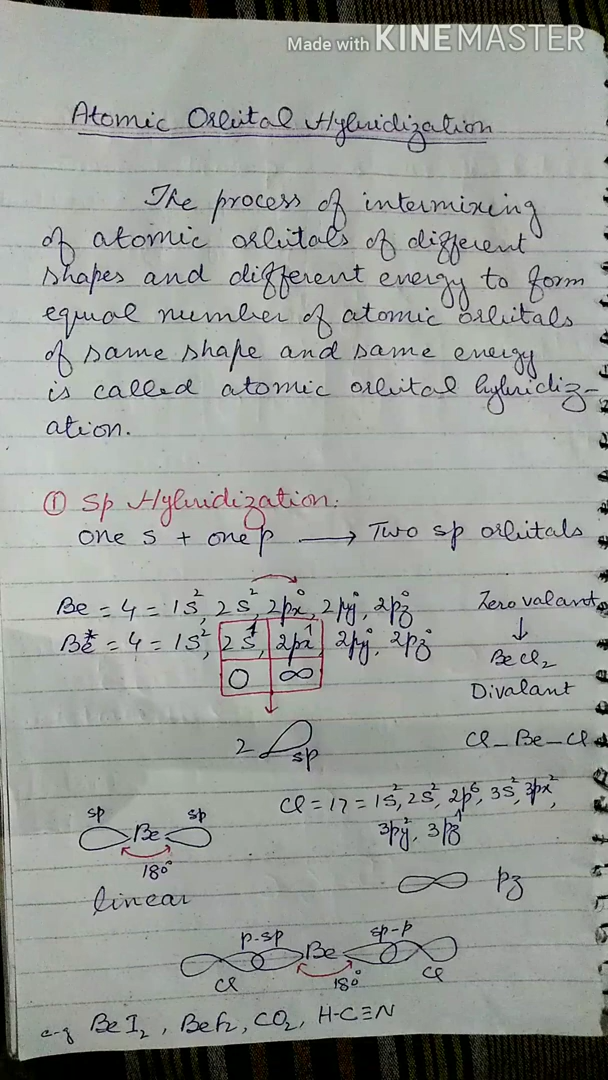 Made with KINEMASTER
Atomic Orbital Hybridization
The process of intermixing
of atomic orbitals of different
shapes and different energy to form
equal number of atomic orbitals
of same shape and same energy
is called atomic orbital hybridiz-
ation.
① Sp Hybridization:
one s + one p ⟶ Two sp orbitals
Be = 4 = 1s², 2s², 2px⁰, 2py⁰, 2pz⁰
Zero valant
Be* = 4 = 1s², 2s¹, 2px¹, 2py⁰, 2pz⁰
↓
BeCl₂
Divalant
2 sp
Cl–Be–Cl
Cl = 17 = 1s², 2s², 2p⁶, 3s², 3px²,
3py², 3pz¹
sp Be sp
180°
linear
pz
p-sp Be sp-p
Cl 180° Cl
e-g BeI₂, BeF₂, CO₂, H-C≡N